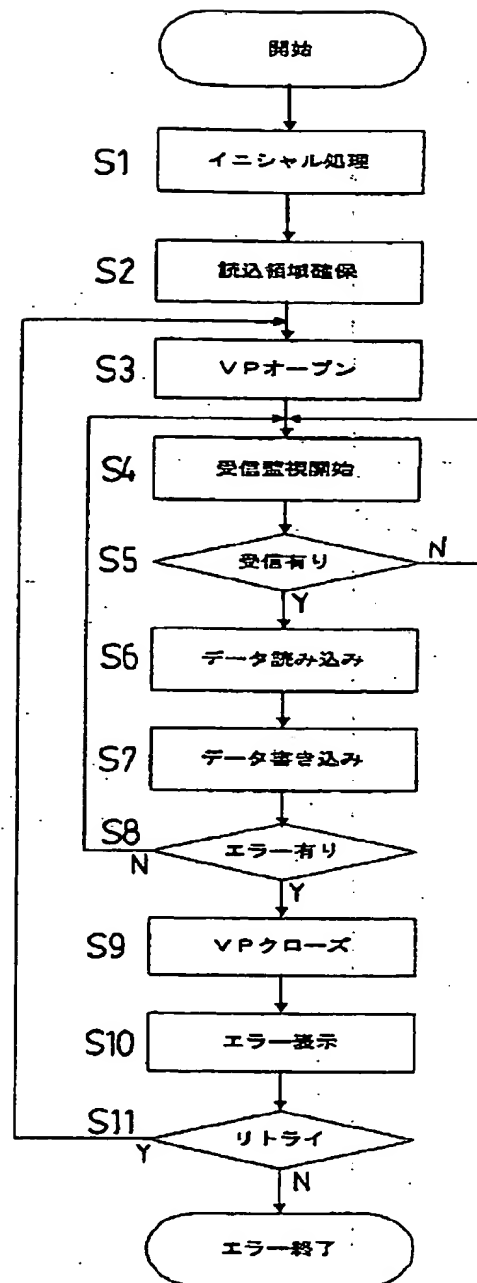 開始
S1 イニシャル処理
S2 読込領域確保
S3 VPオープン
S4 受信監視開始
S5 受信有り N
Y
S6 データ読み込み
S7 データ書き込み
S8 エラー有り
N
Y
S9 VPクローズ
S10 エラー表示
S11 リトライ
Y
N
エラー終了